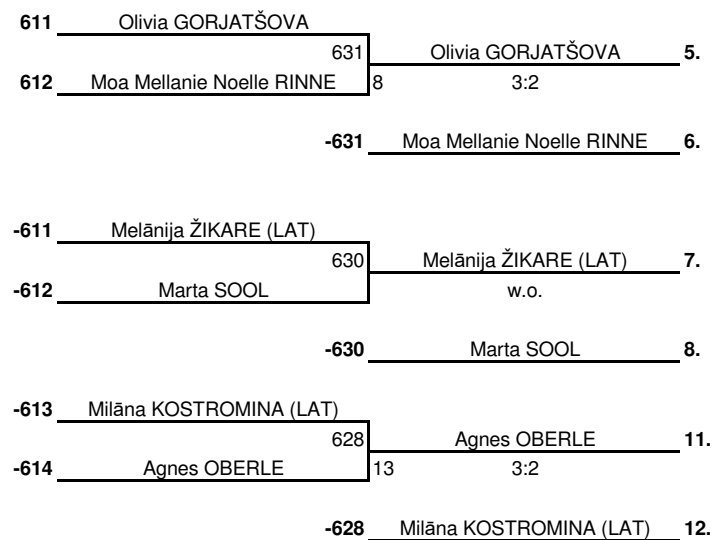 611 Olivia GORJATŠOVA
631 Olivia GORJATŠOVA 5.
612 Moa Mellanie Noelle RINNE 8 3:2
-631 Moa Mellanie Noelle RINNE 6.
-611 Melānija ŽIKARE (LAT)
630 Melānija ŽIKARE (LAT) 7.
-612 Marta SOOL w.o.
-630 Marta SOOL 8.
-613 Milāna KOSTROMINA (LAT)
628 Agnes OBERLE 11.
-614 Agnes OBERLE 13 3:2
-628 Milāna KOSTROMINA (LAT) 12.